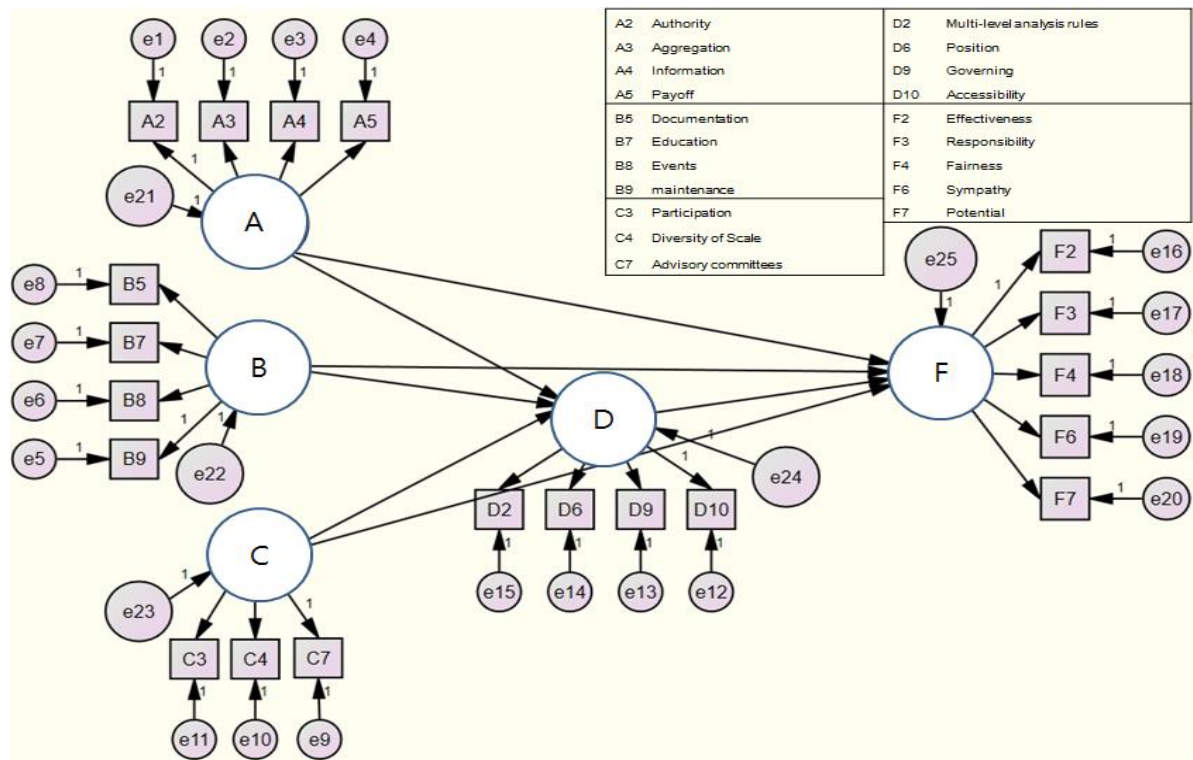 e1 e2 e3 e4
1 1 1 1
A2 A3 A4 A5
1
e21 1
A
A2 Authority
A3 Aggregation
A4 Information
A5 Payoff
B5 Documentation
B7 Education
B8 Events
B9 maintenance
C3 Participation
C4 Diversity of Scale
C7 Advisory committees
D2 Multi-level analysis rules
D6 Position
D9 Governing
D10 Accessibility
F2 Effectiveness
F3 Responsibility
F4 Fairness
F6 Sympathy
F7 Potential
e8 1 B5
e7 1 B7
e6 1 B8
e5 1 B9
B
1 1
e22
e25
1
F
1
F2 1 e16
F3 1 e17
F4 1 e18
F6 1 e19
F7 1 e20
D
1
e24
1
D2 D6 D9 D10
1 1 1 1
e15 e14 e13 e12
C
1
e23
1
C3 C4 C7
1 1 1
e11 e10 e9